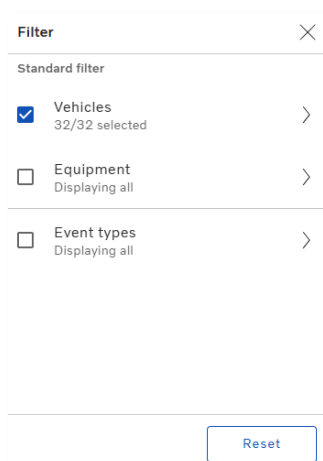 Filter
Standard filter
Vehicles
32/32 selected
Equipment
Displaying all
Event types
Displaying all
Reset